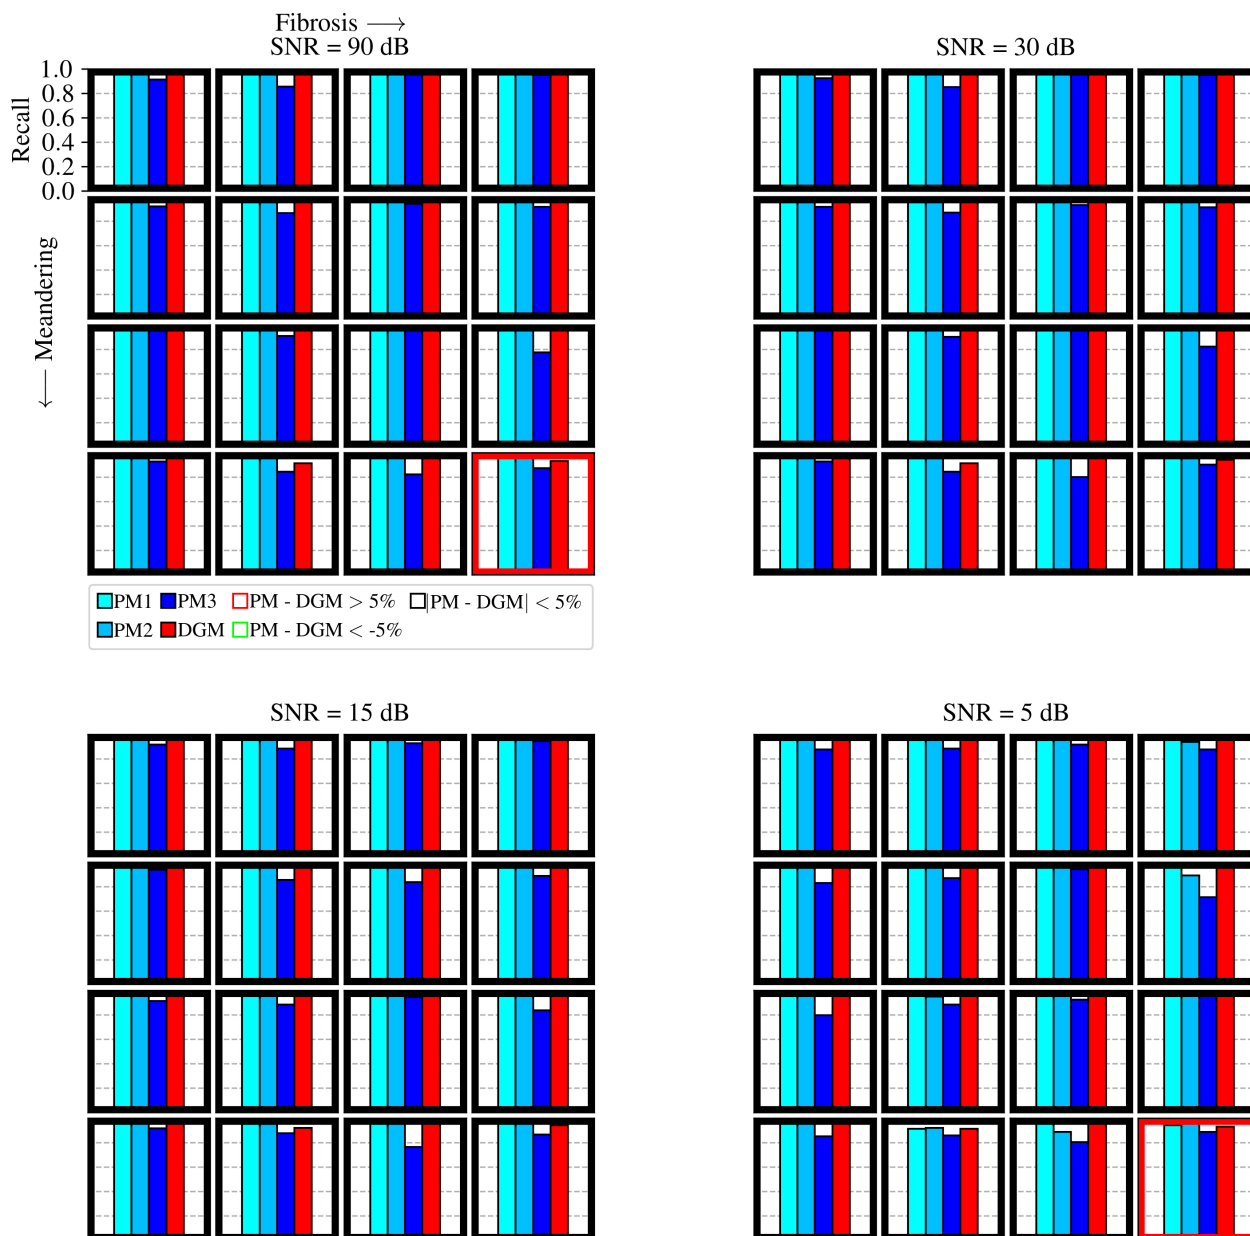 Fibrosis →
SNR = 90 dB
SNR = 30 dB
1.0
0.8
0.6
0.4
0.2
0.0
Recall
← Meandering
PM1 PM3 PM - DGM > 5% |PM - DGM| < 5%
PM2 DGM PM - DGM < -5%
SNR = 15 dB
SNR = 5 dB